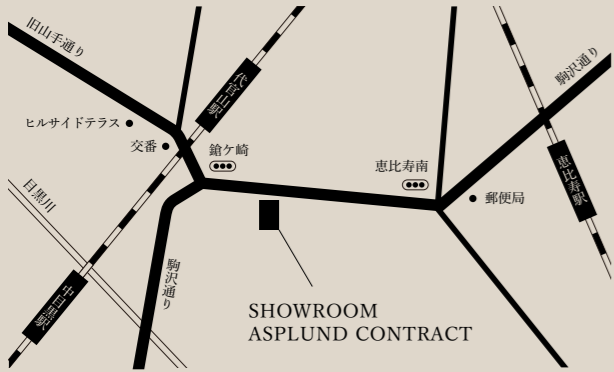 旧山手通り
代官山駅
駒沢通り
ヒルサイドテラス
交番
鎗ケ崎
恵比寿南
恵比寿駅
郵便局
目黒川
駒沢通り
中目黒駅
SHOWROOM
ASPLUND CONTRACT